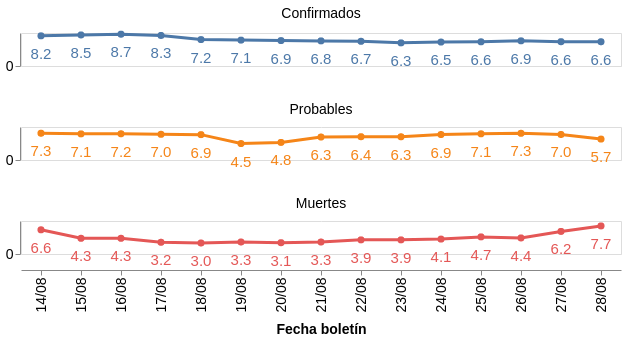 Confirmados
0
8.2 8.5 8.7 8.3 7.2 7.1 6.9 6.8 6.7 6.3 6.5 6.6 6.9 6.6 6.6
Probables
0
7.3 7.1 7.2 7.0 6.9 4.5 4.8 6.3 6.4 6.3 6.9 7.1 7.3 7.0 5.7
Muertes
0
6.6 4.3 4.3 3.2 3.0 3.3 3.1 3.3 3.9 3.9 4.1 4.7 4.4 6.2 7.7
14/08 15/08 16/08 17/08 18/08 19/08 20/08 21/08 22/08 23/08 24/08 25/08 26/08 27/08 28/08
Fecha boletín